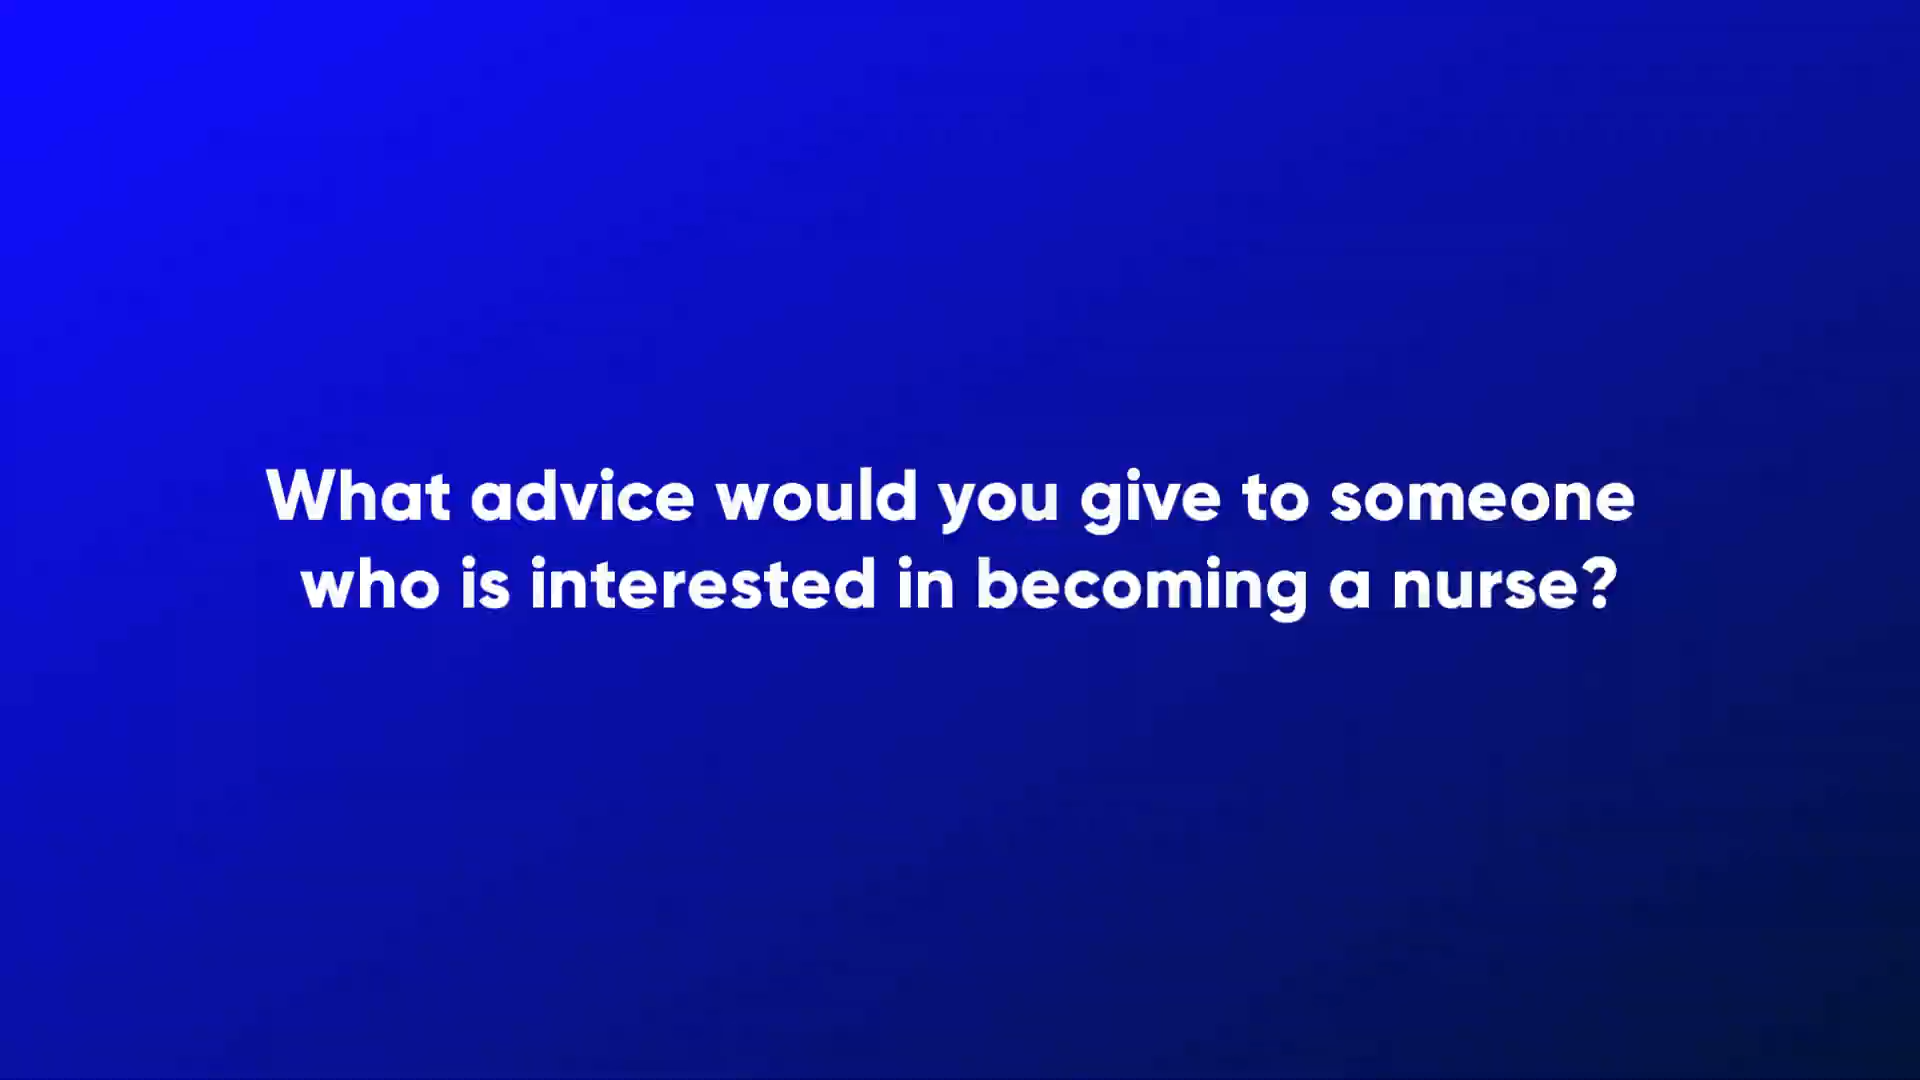 What advice would you give to someone
who is interested in becoming a nurse?